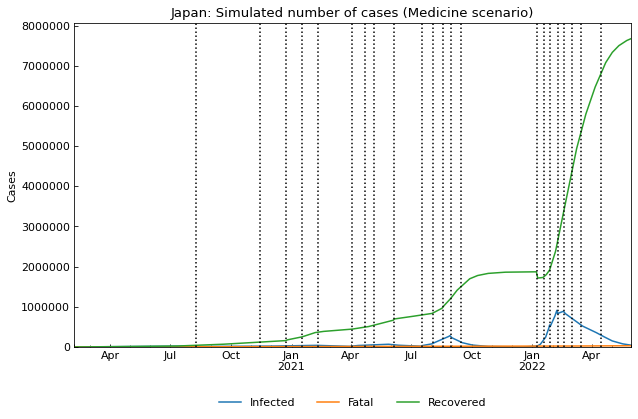 Japan: Simulated number of cases (Medicine scenario)
8000000
7000000
6000000
5000000
4000000
3000000
2000000
1000000
0
Cases
Apr Jul Oct Jan Apr Jul Oct Jan Apr
2021 2022
Infected Fatal Recovered